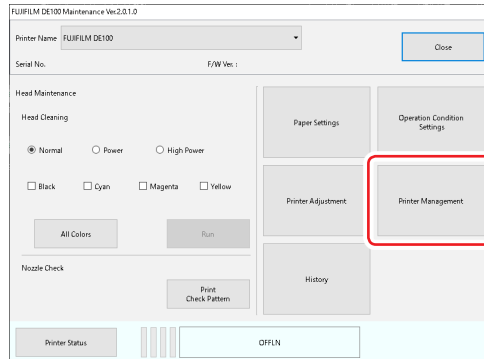 FUJIFILM DE100 Maintenance Ver.2.0.1.0
Printer Name FUJIFILM DE100
Close
Serial No. F/W Ver. :
Head Maintenance
Head Cleaning
Normal Power High Power
Black Cyan Magenta Yellow
All Colors Run
Nozzle Check
Print
Check Pattern
Paper Settings
Operation Condition
Settings
Printer Adjustment
Printer Management
History
Printer Status
OFFLN